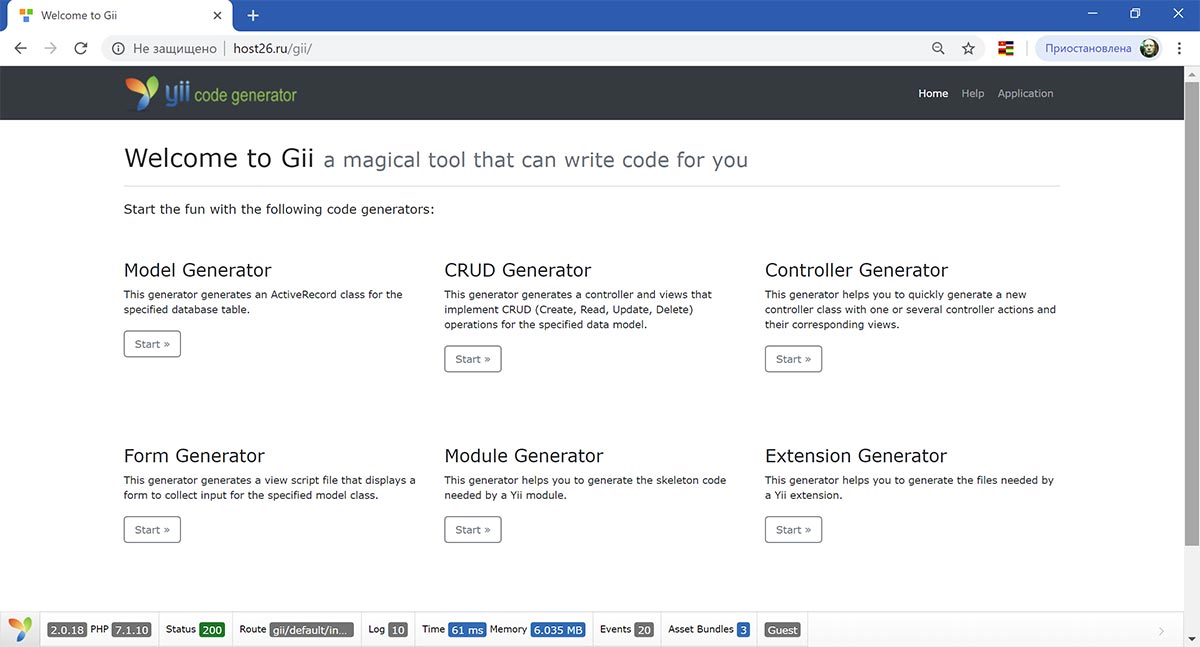 Welcome to Gii
Не защищено | host26.ru/gii/
Приостановлена
yii code generator
Home Help Application
Welcome to Gii a magical tool that can write code for you
Start the fun with the following code generators:
Model Generator
This generator generates an ActiveRecord class for the
specified database table.
Start »
CRUD Generator
This generator generates a controller and views that
implement CRUD (Create, Read, Update, Delete)
operations for the specified data model.
Start »
Controller Generator
This generator helps you to quickly generate a new
controller class with one or several controller actions and
their corresponding views.
Start »
Form Generator
This generator generates a view script file that displays a
form to collect input for the specified model class.
Start »
Module Generator
This generator helps you to generate the skeleton code
needed by a Yii module.
Start »
Extension Generator
This generator helps you to generate the files needed by
a Yii extension.
Start »
2.0.18 PHP 7.1.10 Status 200 Route gii/default/in... Log 10 Time 61 ms Memory 6.035 MB Events 20 Asset Bundles 3 Guest